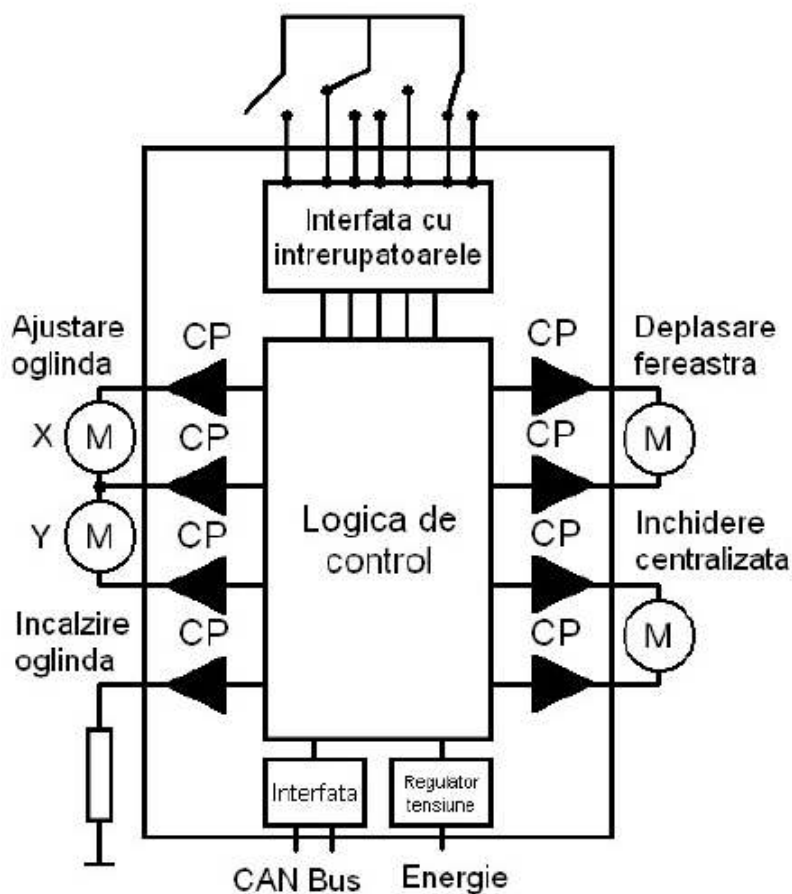 Interfata cu
intrerupatoarele
Ajustare
oglinda
CP
CP
Deplasare
fereastra
X
M
CP
CP
M
Y
M
CP
Logica de
control
CP
Inchidere
centralizata
Incalzire
oglinda
CP
CP
M
Interfata
Regulator
tensiune
CAN Bus
Energie